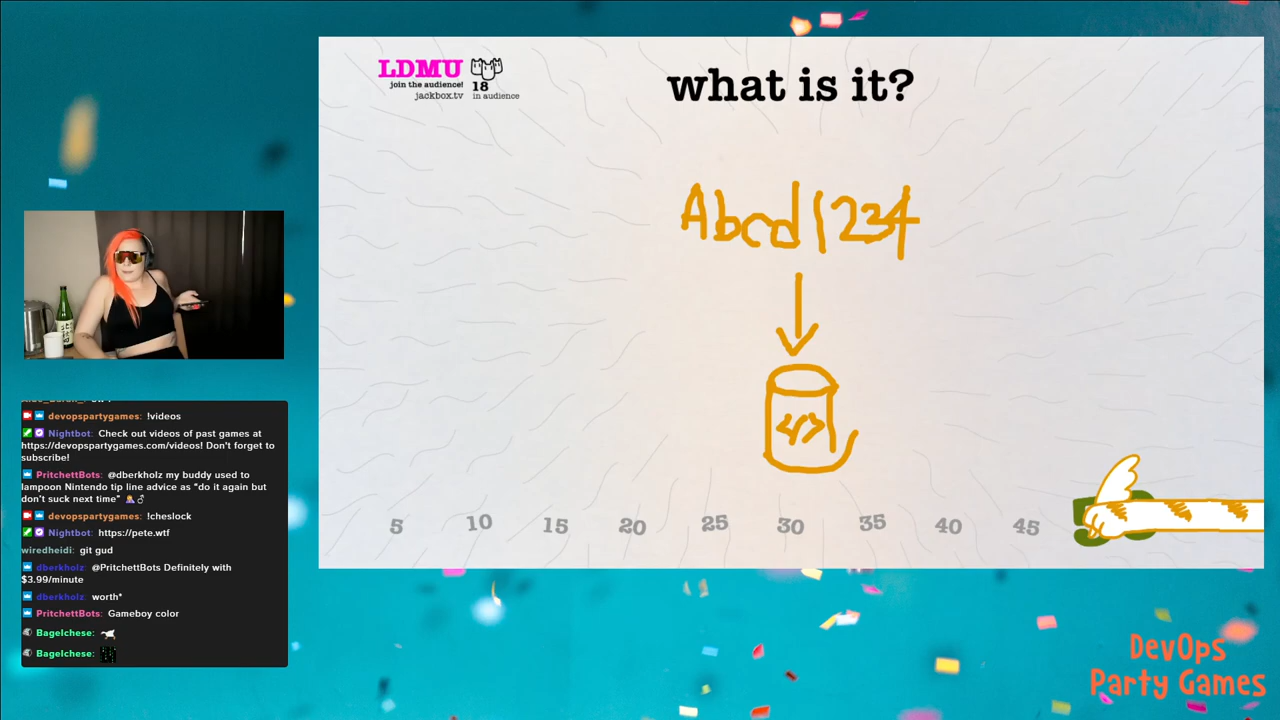 LDMU
join the audience!
jackbox.tv
18
in audience
what is it?
Abcd1234
</>
5 10 15 20 25 30 35 40 45
devopspartygames: !videos
Nightbot: Check out videos of past games at
https://devopspartygames.com/videos! Don't forget to
subscribe!
PritchettBots: @dberkholz my buddy used to
lampoon Nintendo tip line advice as “do it again but
don't suck next time”
devopspartygames: !cheslock
Nightbot: https://pete.wtf
wiredheidi: git gud
dberkholz: @PritchettBots Definitely with
$3.99/minute
dberkholz: worth*
PritchettBots: Gameboy color
Bagelchese:
Bagelchese:
DevOps
Party Games